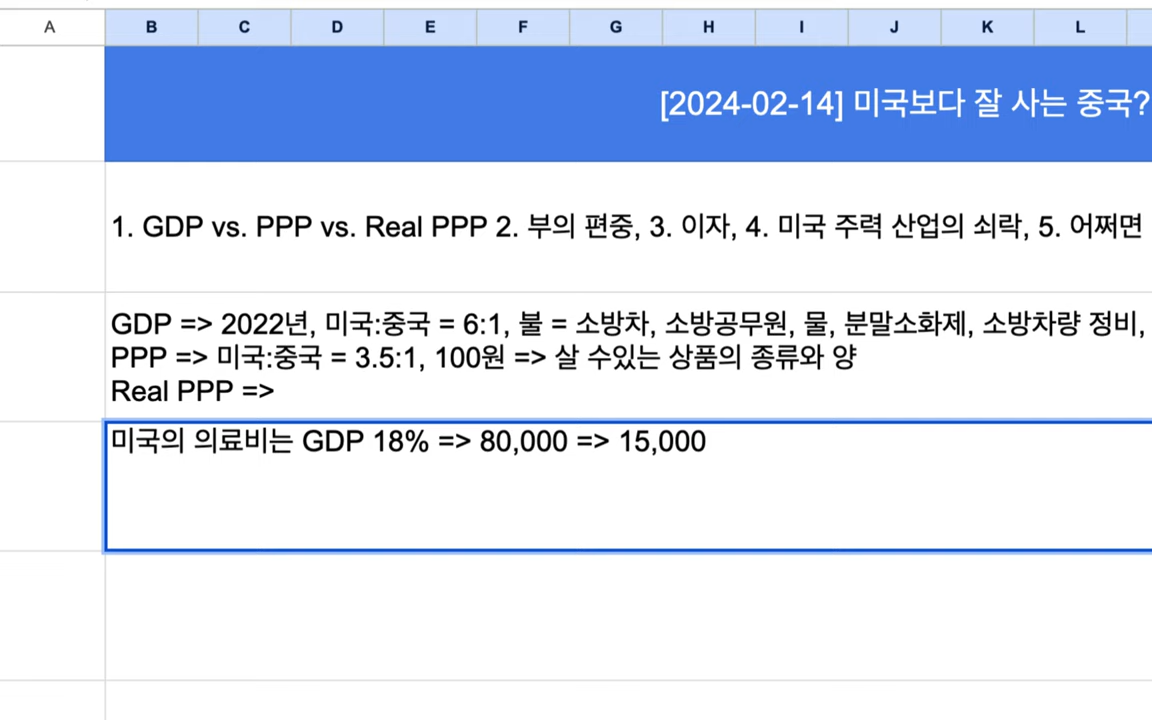 A B C D E F G H I J K L
[2024-02-14] 미국보다 잘 사는 중국?
1. GDP vs. PPP vs. Real PPP 2. 부의 편중, 3. 이자, 4. 미국 주력 산업의 쇠락, 5. 어쩌면
GDP => 2022년, 미국:중국 = 6:1, 불 = 소방차, 소방공무원, 물, 분말소화제, 소방차량 정비,
PPP => 미국:중국 = 3.5:1, 100원 => 살 수있는 상품의 종류와 양
Real PPP =>
미국의 의료비는 GDP 18% => 80,000 => 15,000